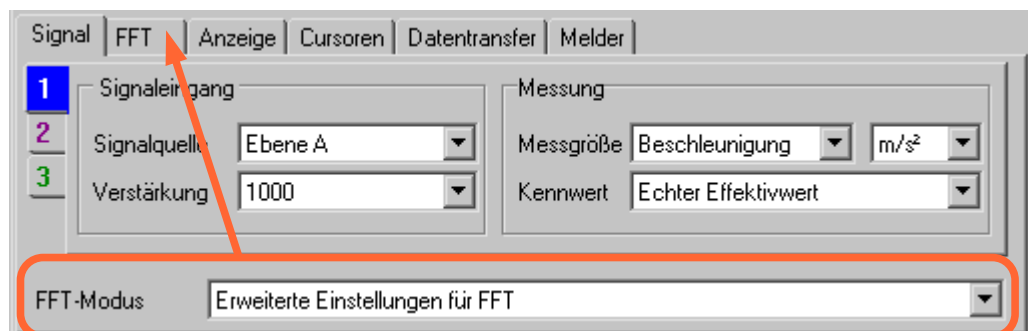 Signal FFT Anzeige Cursoren Datentransfer Melder
1
2
3
Signaleingang
Signalquelle Ebene A
Verstärkung 1000
Messung
Messgröße Beschleunigung m/s²
Kennwert Echter Effektivwert
FFT-Modus Erweiterte Einstellungen für FFT